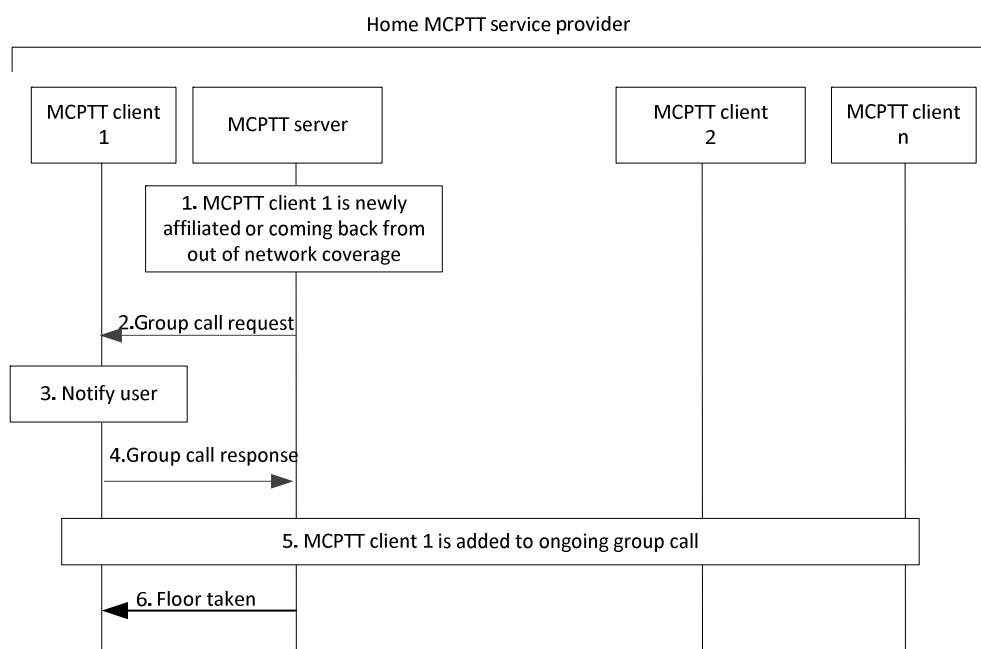 Home MCPTT service provider
MCPTT client
1
MCPTT server
MCPTT client
2
MCPTT client
n
1. MCPTT client 1 is newly
affiliated or coming back from
out of network coverage
2.Group call request
3. Notify user
4.Group call response
5. MCPTT client 1 is added to ongoing group call
6. Floor taken